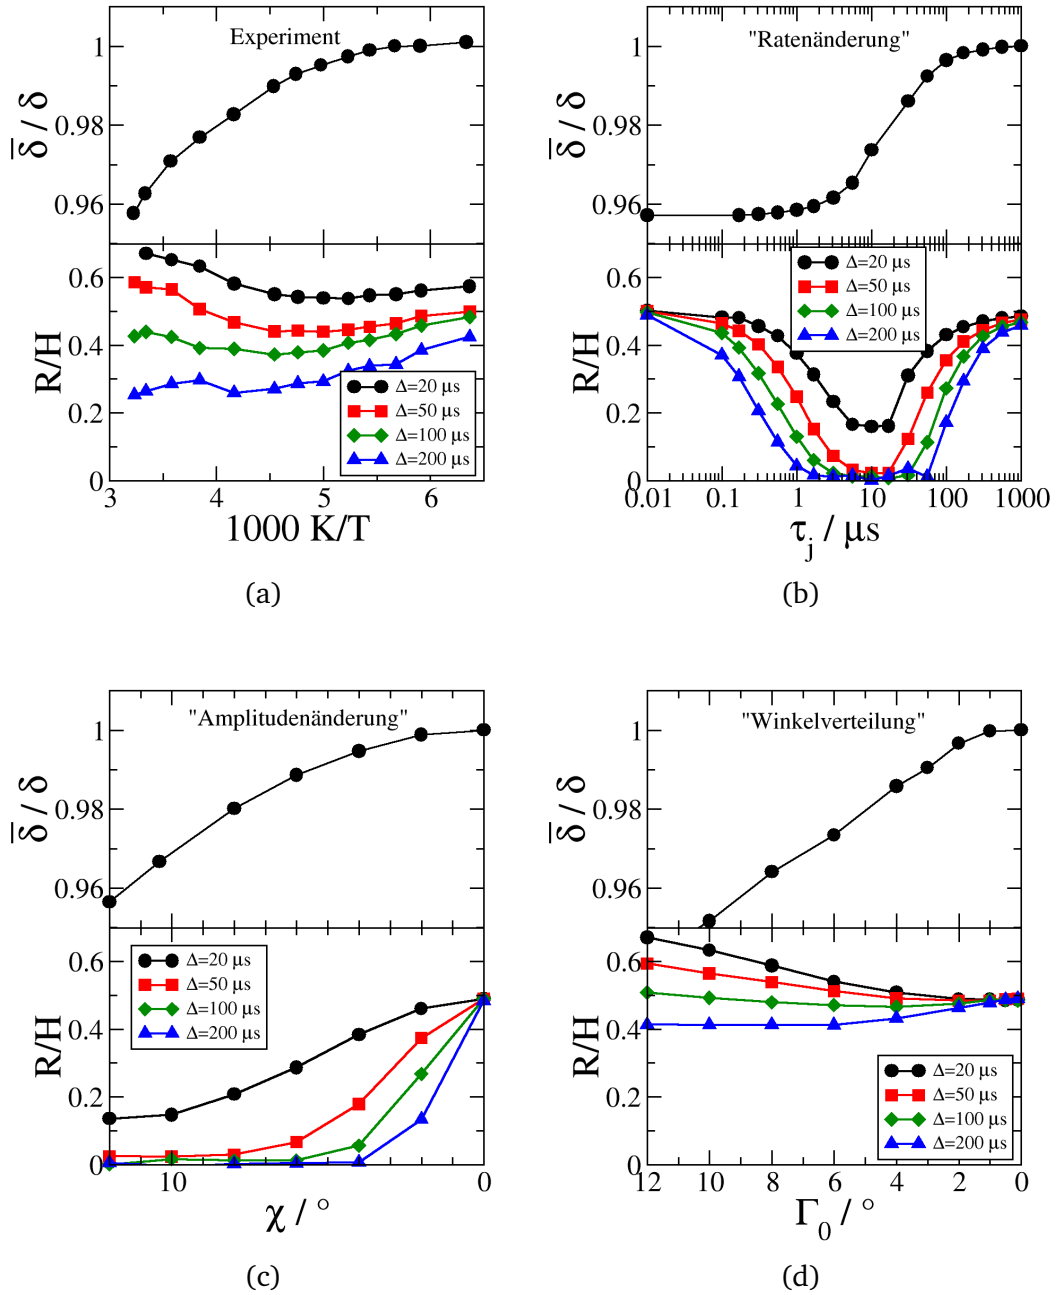 Experiment
1
0.98
0.96
δ̅ / δ
0.6
0.4
0.2
0
R/H
Δ=20 μs
Δ=50 μs
Δ=100 μs
Δ=200 μs
3 4 5 6
1000 K/T
(a)
"Ratenänderung"
1
0.98
0.96
δ̅ / δ
0.6
0.4
0.2
0
R/H
Δ=20 μs
Δ=50 μs
Δ=100 μs
Δ=200 μs
0.01 0.1 1 10 100 1000
τj / μs
(b)
"Amplitudenänderung"
1
0.98
0.96
δ̅ / δ
0.6
0.4
0.2
0
R/H
Δ=20 μs
Δ=50 μs
Δ=100 μs
Δ=200 μs
10 0
χ / °
(c)
"Winkelverteilung"
1
0.98
0.96
δ̅ / δ
0.6
0.4
0.2
0
R/H
Δ=20 μs
Δ=50 μs
Δ=100 μs
Δ=200 μs
12 10 8 6 4 2 0
Γ0 / °
(d)